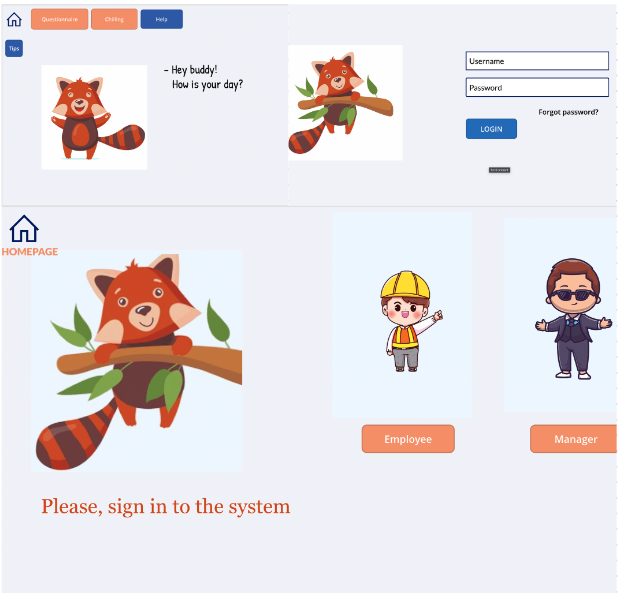 Questionnaire
Chilling
Help
Tips
- Hey buddy!
How is your day?
Username
Password
Forgot password?
LOGIN
HOMEPAGE
Employee
Manager
Please, sign in to the system